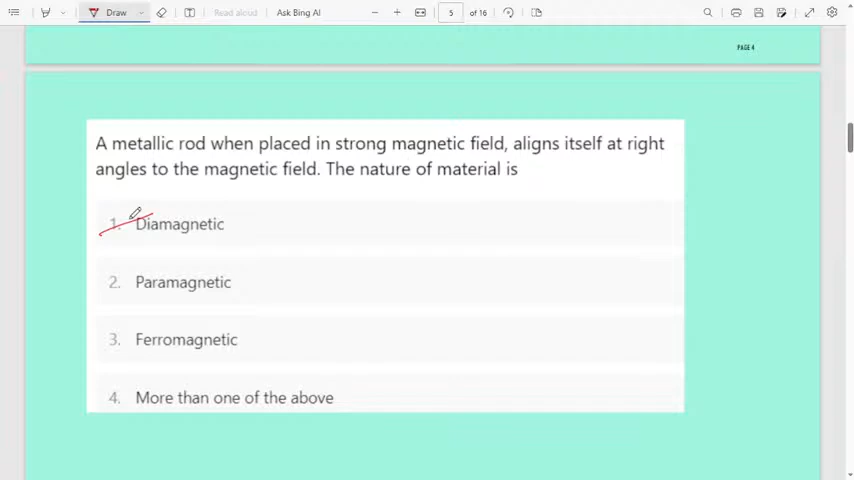 Draw
Read aloud
Ask Bing AI
5
of 16
PAGE 4
A metallic rod when placed in strong magnetic field, aligns itself at right
angles to the magnetic field. The nature of material is
1. Diamagnetic
2. Paramagnetic
3. Ferromagnetic
4. More than one of the above